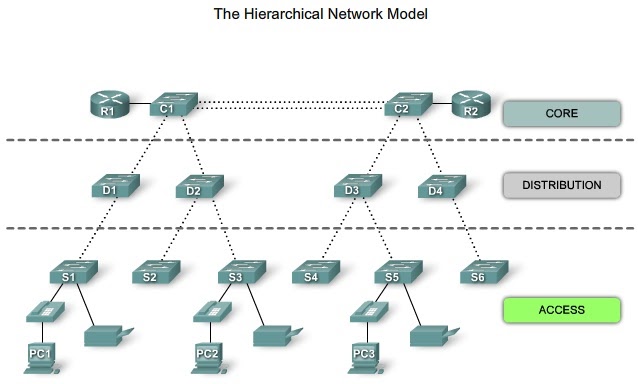 The Hierarchical Network Model
R1
C1
C2
R2
CORE
D1
D2
D3
D4
DISTRIBUTION
S1
S2
S3
S4
S5
S6
ACCESS
PC1
PC2
PC3